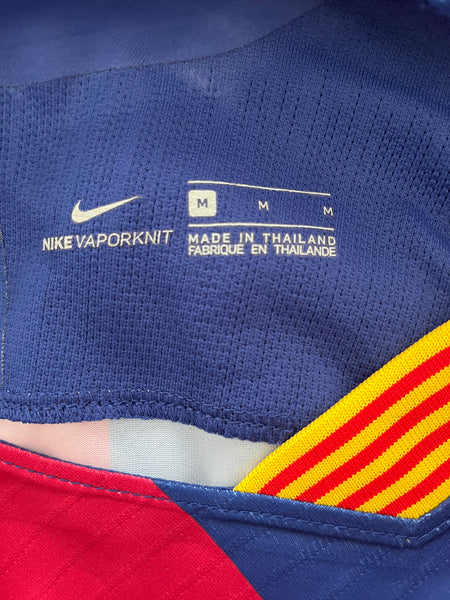 M M M
NIKE VAPORKNIT
MADE IN THAILAND
FABRIQUE EN THAILANDE